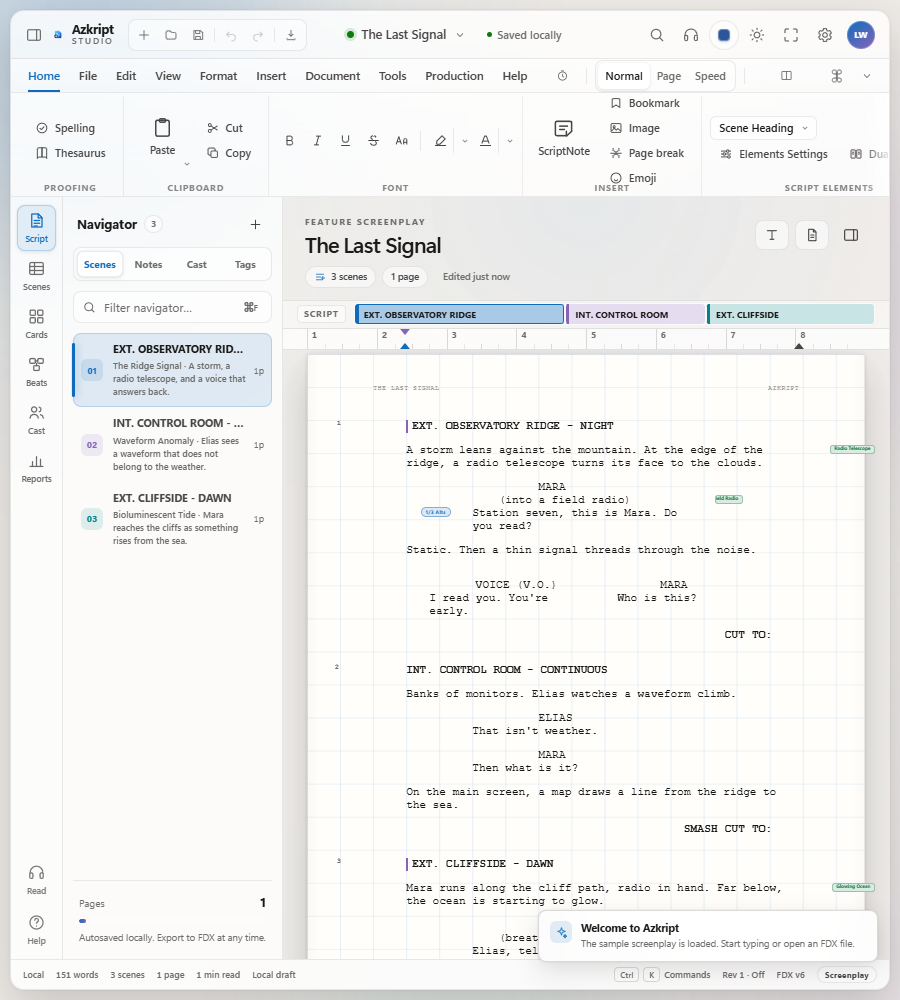 Azkript
STUDIO
The Last Signal
Saved locally
LW
Home File Edit View Format Insert Document Tools Production Help
Normal Page Speed
Spelling
Thesaurus
PROOFING
Paste
Cut
Copy
CLIPBOARD
B I U S Aa A
FONT
ScriptNote
Bookmark
Image
Page break
Emoji
INSERT
Scene Heading
Elements Settings
Dua
SCRIPT ELEMENTS
Script
Scenes
Cards
Beats
Cast
Reports
Read
Help
Navigator 3
Scenes Notes Cast Tags
Filter navigator... ⌘F
01
EXT. OBSERVATORY RID...
The Ridge Signal · A storm, a
radio telescope, and a voice that
answers back.
1p
02
INT. CONTROL ROOM - ...
Waveform Anomaly · Elias sees
a waveform that does not
belong to the weather.
1p
03
EXT. CLIFFSIDE - DAWN
Bioluminescent Tide · Mara
reaches the cliffs as something
rises from the sea.
1p
Pages 1
Autosaved locally. Export to FDX at any time.
FEATURE SCREENPLAY
The Last Signal
3 scenes
1 page
Edited just now
SCRIPT
EXT. OBSERVATORY RIDGE
INT. CONTROL ROOM
EXT. CLIFFSIDE
1 2 3 4 5 6 7 8
THE LAST SIGNAL AZKRIPT
1 EXT. OBSERVATORY RIDGE - NIGHT
A storm leans against the mountain. At the edge of the
ridge, a radio telescope turns its face to the clouds.
Radio Telescope
MARA
(into a field radio)
eld Radio
1/3 Alts
Station seven, this is Mara. Do
you read?
Static. Then a thin signal threads through the noise.
VOICE (V.O.)
I read you. You're
early.
MARA
Who is this?
CUT TO:
2 INT. CONTROL ROOM - CONTINUOUS
Banks of monitors. Elias watches a waveform climb.
ELIAS
That isn't weather.
MARA
Then what is it?
On the main screen, a map draws a line from the ridge to
the sea.
SMASH CUT TO:
3 EXT. CLIFFSIDE - DAWN
Mara runs along the cliff path, radio in hand. Far below,
the ocean is starting to glow.
Glowing Ocean
(breat
Elias, tel
Welcome to Azkript
The sample screenplay is loaded. Start typing or open an FDX file.
Local 151 words 3 scenes 1 page 1 min read Local draft
Ctrl K Commands Rev 1 · Off FDX v6 Screenplay